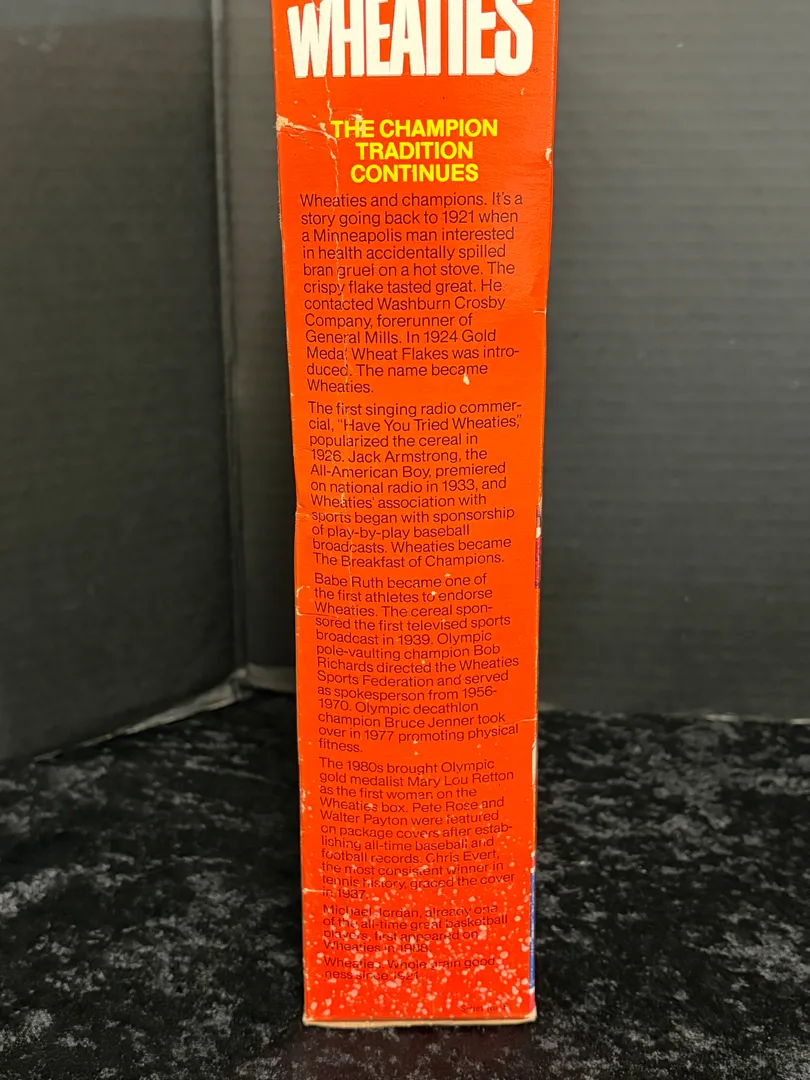 WHEATIES
THE CHAMPION
TRADITION
CONTINUES
Wheaties and champions. It's a
story going back to 1921 when
a Minneapolis man interested
in health accidentally spilled
bran gruel on a hot stove. The
crispy flake tasted great. He
contacted Washburn Crosby
Company, forerunner of
General Mills. In 1924 Gold
Medal Wheat Flakes was intro-
duced. The name became
Wheaties.
The first singing radio commer-
cial, "Have You Tried Wheaties,"
popularized the cereal in
1926. Jack Armstrong, the
All-American Boy, premiered
on national radio in 1933, and
Wheaties' association with
sports began with sponsorship
of play-by-play baseball
broadcasts. Wheaties became
The Breakfast of Champions.
Babe Ruth became one of
the first athletes to endorse
Wheaties. The cereal spon-
sored the first televised sports
broadcast in 1939. Olympic
pole-vaulting champion Bob
Richards directed the Wheaties
Sports Federation and served
as spokesperson from 1956-
1970. Olympic decathlon
champion Bruce Jenner took
over in 1977 promoting physical
fitness.
The 1980s brought Olympic
gold medalist Mary Lou Retton
as the first woman on the
Wheaties box. Pete Rose and
Walter Payton were featured
on package covers after estab-
lishing all-time baseball and
football records. Chris Evert,
the most consistent winner in
tennis history, graced the cover
in 1987.
Michael Jordan, already one
of the all-time great basketball
players, first appeared on
Wheaties in 1988.
Wheaties. Whole grain good-
ness since 1921.